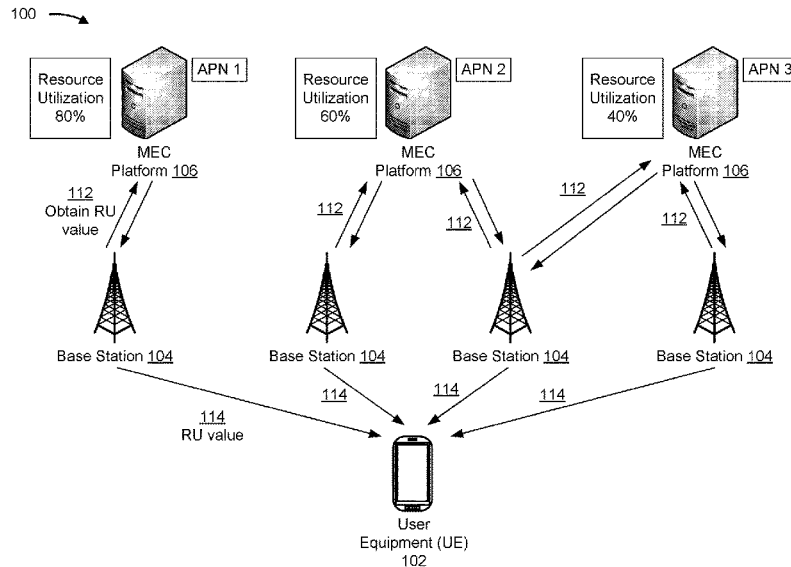 100
Resource
Utilization
80%
APN 1
Resource
Utilization
60%
APN 2
Resource
Utilization
40%
APN 3
MEC
Platform 106
MEC
Platform 106
MEC
Platform 106
112
Obtain RU
value
112
112
112
112
Base Station 104
Base Station 104
Base Station 104
Base Station 104
114
RU value
114
114
114
User
Equipment (UE)
102